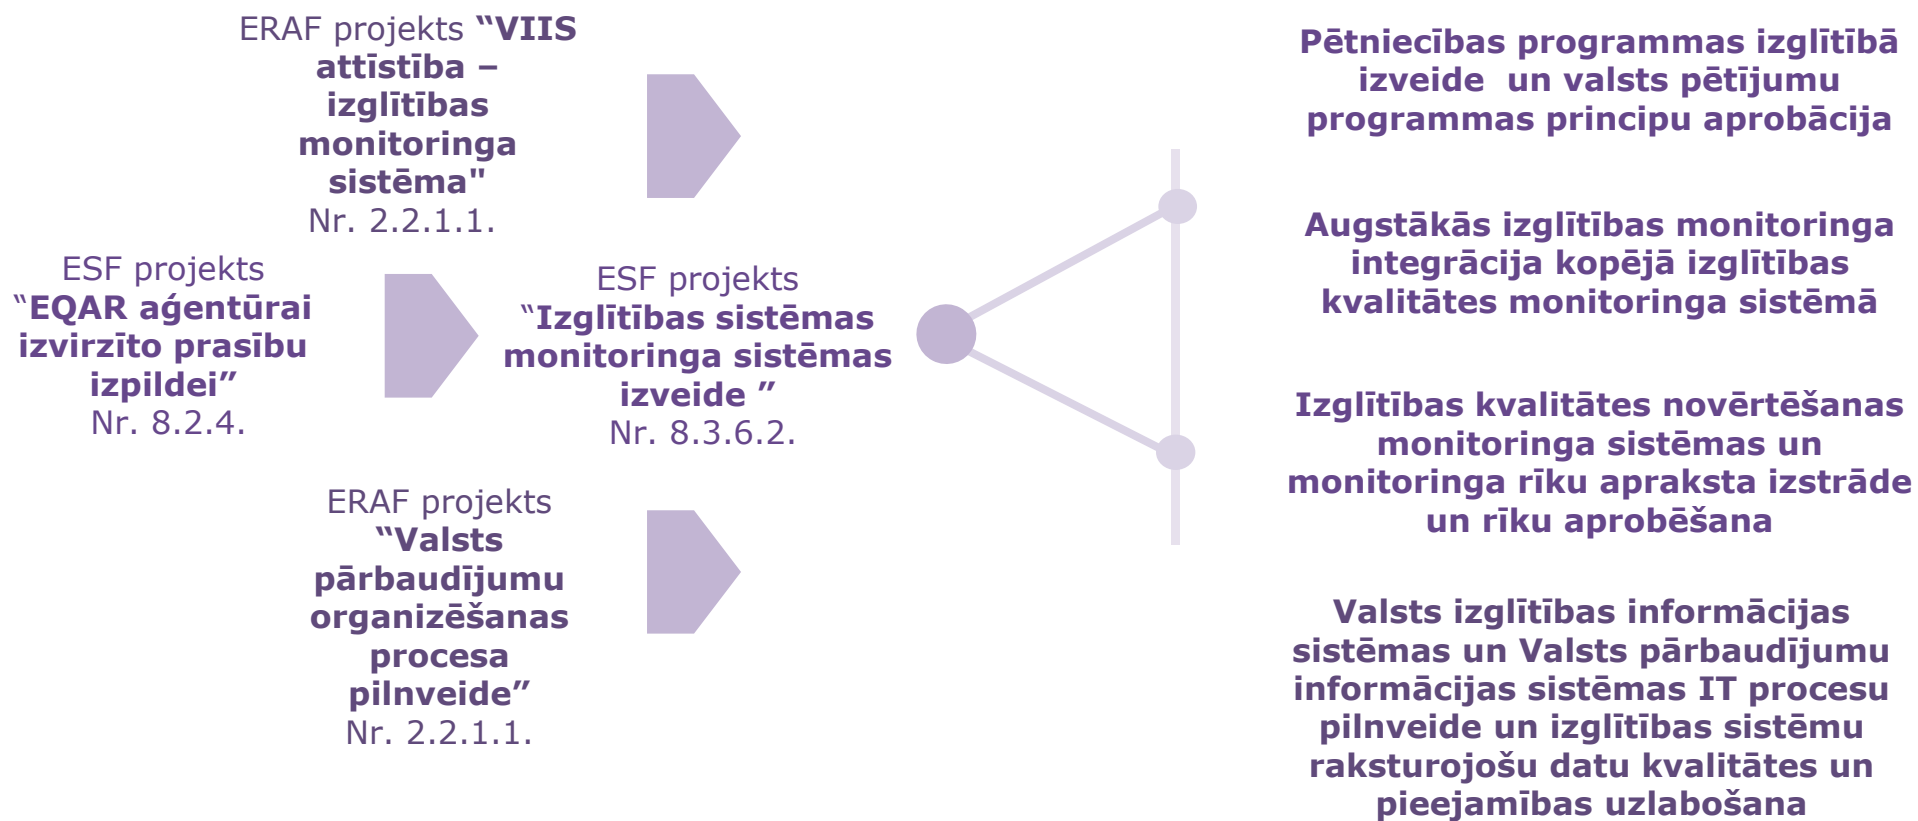 ERAF projekts “VIIS
attīstība –
izglītības
monitoringa
sistēma"
Nr. 2.2.1.1.
ESF projekts
“EQAR aģentūrai
izvirzīto prasību
izpildei”
Nr. 8.2.4.
ESF projekts
“Izglītības sistēmas
monitoringa sistēmas
izveide ”
Nr. 8.3.6.2.
ERAF projekts
“Valsts
pārbaudījumu
organizēšanas
procesa
pilnveide”
Nr. 2.2.1.1.
Pētniecības programmas izglītībā
izveide  un valsts pētījumu
programmas principu aprobācija
Augstākās izglītības monitoringa
integrācija kopējā izglītības
kvalitātes monitoringa sistēmā
Izglītības kvalitātes novērtēšanas
monitoringa sistēmas un
monitoringa rīku apraksta izstrāde
un rīku aprobēšana
Valsts izglītības informācijas
sistēmas un Valsts pārbaudījumu
informācijas sistēmas IT procesu
pilnveide un izglītības sistēmu
raksturojošu datu kvalitātes un
pieejamības uzlabošana